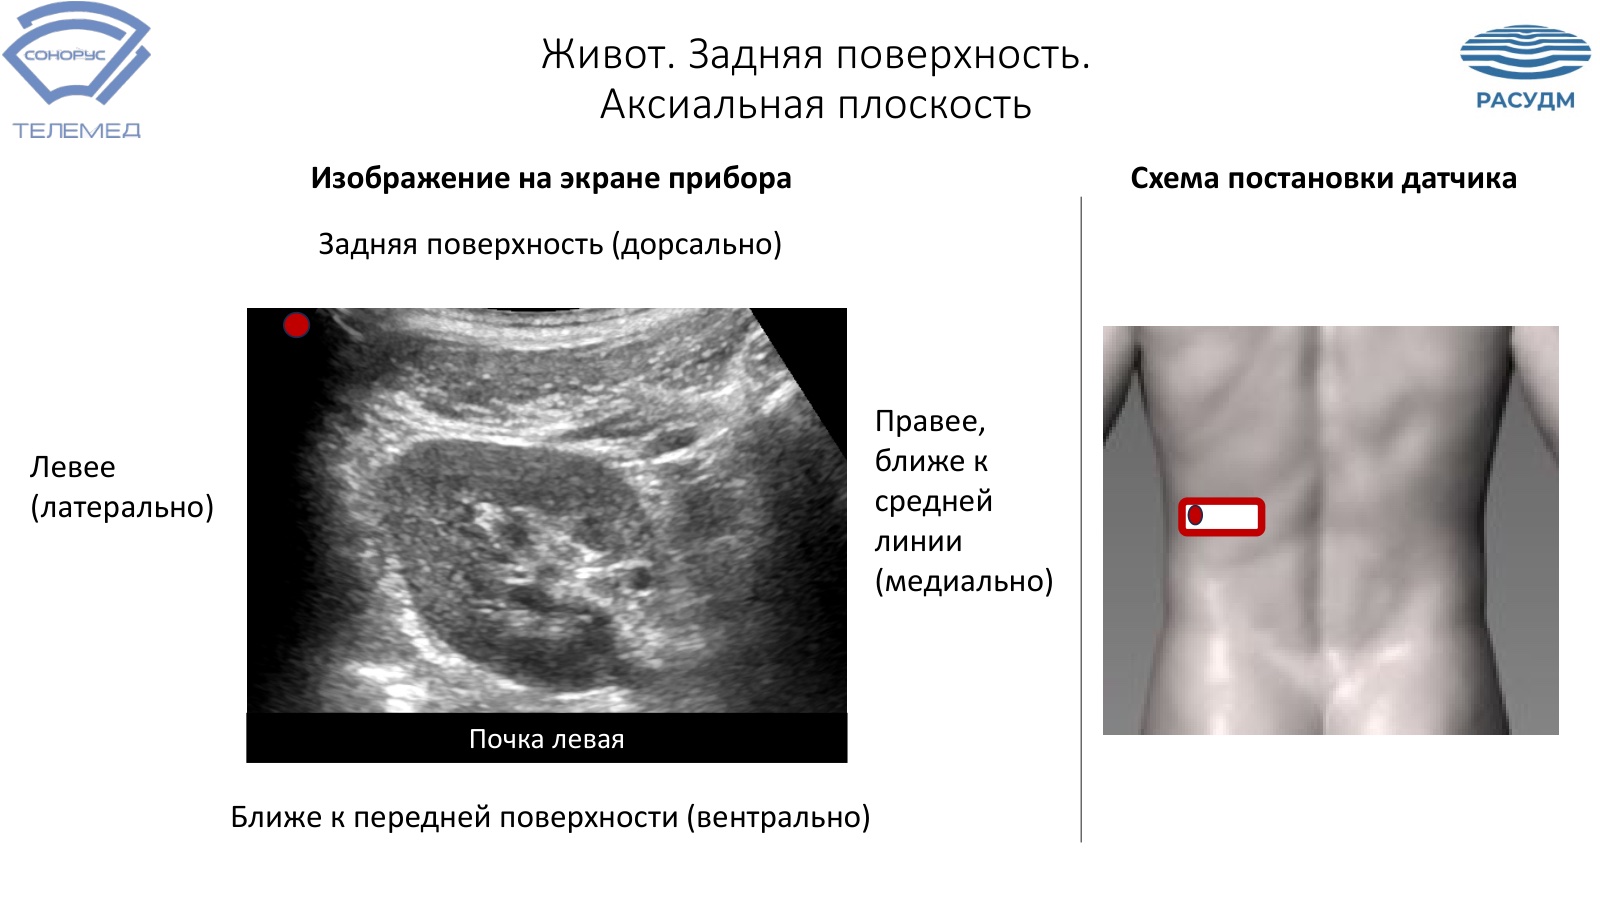 СОНОРУС
ТЕЛЕМЕД
Живот. Задняя поверхность.
Аксиальная плоскость
РАСУДМ
Изображение на экране прибора
Схема постановки датчика
Задняя поверхность (дорсально)
Левее
(латерально)
Правее,
ближе к
средней
линии
(медиально)
Почка левая
Ближе к передней поверхности (вентрально)